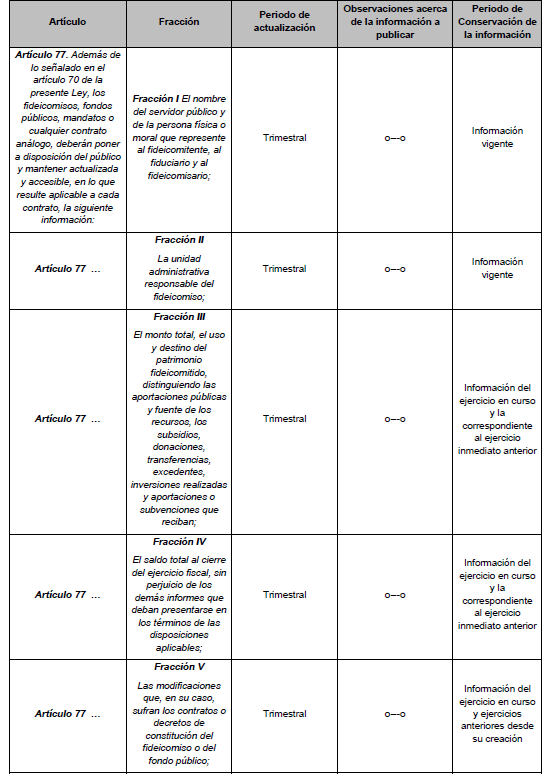 Artículo
Fracción
Periodo de
actualización
Observaciones acerca
de la información a
publicar
Periodo de
Conservación de
la información
Artículo 77. Además de
lo señalado en el
artículo 70 de la
presente Ley, los
fideicomisos, fondos
públicos, mandatos o
cualquier contrato
análogo, deberán poner
a disposición del público
y mantener actualizada
y accesible, en lo que
resulte aplicable a cada
contrato, la siguiente
información:
Fracción I El nombre
del servidor público y
de la persona física o
moral que represente
al fideicomitente, al
fiduciario y al
fideicomisario;
Trimestral
o---o
Información
vigente
Artículo 77 ...
Fracción II
La unidad
administrativa
responsable del
fideicomiso;
Trimestral
o---o
Información
vigente
Artículo 77 ...
Fracción III
El monto total, el uso
y destino del
patrimonio
fideicomitido,
distinguiendo las
aportaciones públicas
y fuente de los
recursos, los
subsidios,
donaciones,
transferencias,
excedentes,
inversiones realizadas
y aportaciones o
subvenciones que
reciban;
Trimestral
o---o
Información del
ejercicio en curso
y la
correspondiente
al ejercicio
inmediato anterior
Artículo 77 ...
Fracción IV
El saldo total al cierre
del ejercicio fiscal, sin
perjuicio de los
demás informes que
deban presentarse en
los términos de las
disposiciones
aplicables;
Trimestral
o---o
Información del
ejercicio en curso
y la
correspondiente
al ejercicio
inmediato anterior
Artículo 77 ...
Fracción V
Las modificaciones
que, en su caso,
sufran los contratos o
decretos de
constitución del
fideicomiso o del
fondo público;
Trimestral
o---o
Información del
ejercicio en curso
y ejercicios
anteriores desde
su creación